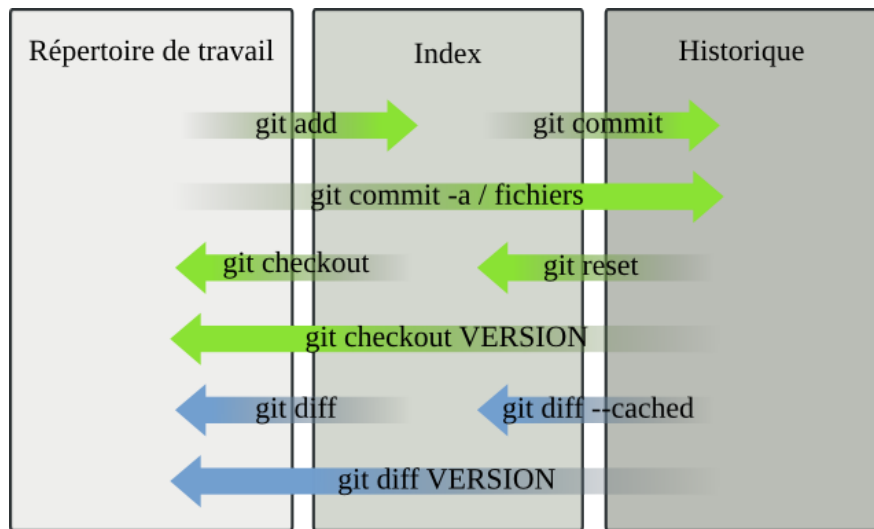 Répertoire de travail
Index
Historique
git add
git commit
git commit -a / fichiers
git checkout
git reset
git checkout VERSION
git diff
git diff --cached
git diff VERSION